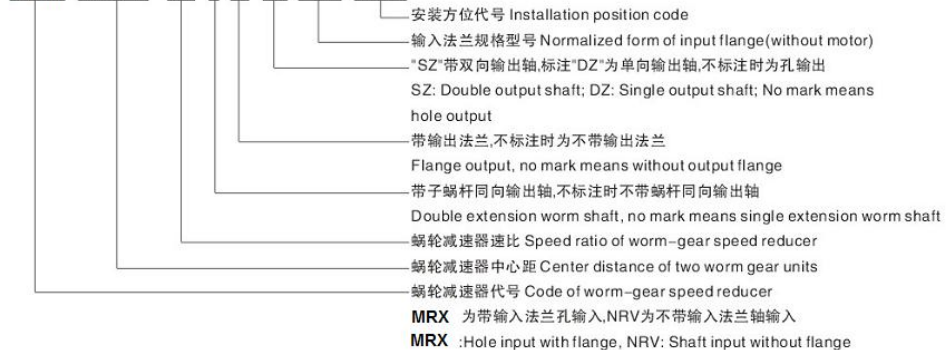 安装方位代号 Installation position code
输入法兰规格型号 Normalized form of input flange(without motor)
"SZ"带双向输出轴,标注"DZ"为单向输出轴,不标注时为孔输出
SZ: Double output shaft; DZ: Single output shaft; No mark means
hole output
带输出法兰,不标注时为不带输出法兰
Flange output, no mark means without output flange
带子蜗杆同向输出轴,不标注时不带蜗杆同向输出轴
Double extension worm shaft, no mark means single extension worm shaft
蜗轮减速器速比 Speed ratio of worm-gear speed reducer
蜗轮减速器中心距 Center distance of two worm gear units
蜗轮减速器代号 Code of worm-gear speed reducer
MRX 为带输入法兰孔输入,NRV为不带输入法兰轴输入
MRX :Hole input with flange, NRV: Shaft input without flange